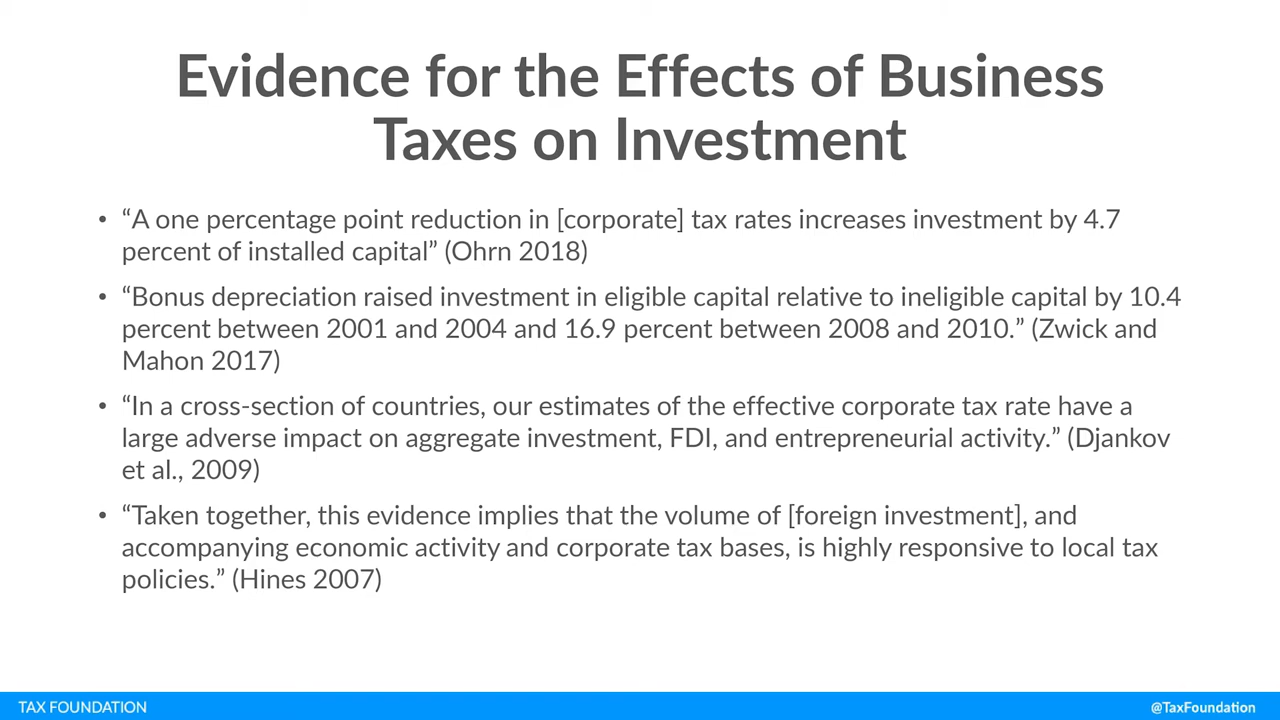 Evidence for the Effects of Business
Taxes on Investment
• “A one percentage point reduction in [corporate] tax rates increases investment by 4.7
percent of installed capital” (Ohrn 2018)
• “Bonus depreciation raised investment in eligible capital relative to ineligible capital by 10.4
percent between 2001 and 2004 and 16.9 percent between 2008 and 2010.” (Zwick and
Mahon 2017)
• “In a cross-section of countries, our estimates of the effective corporate tax rate have a
large adverse impact on aggregate investment, FDI, and entrepreneurial activity.” (Djankov
et al., 2009)
• “Taken together, this evidence implies that the volume of [foreign investment], and
accompanying economic activity and corporate tax bases, is highly responsive to local tax
policies.” (Hines 2007)
TAX FOUNDATION
@TaxFoundation